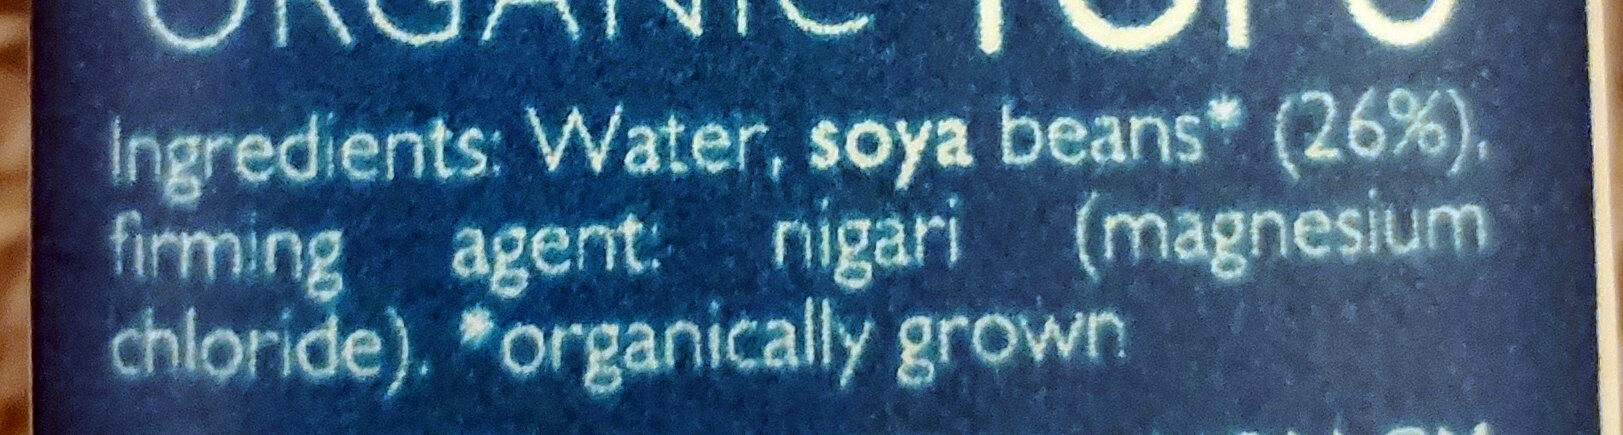 ORGANIC TOFU
Ingredients: Water, soya beans* (26%),
firming agent: nigari (magnesium
chloride). *organically grown